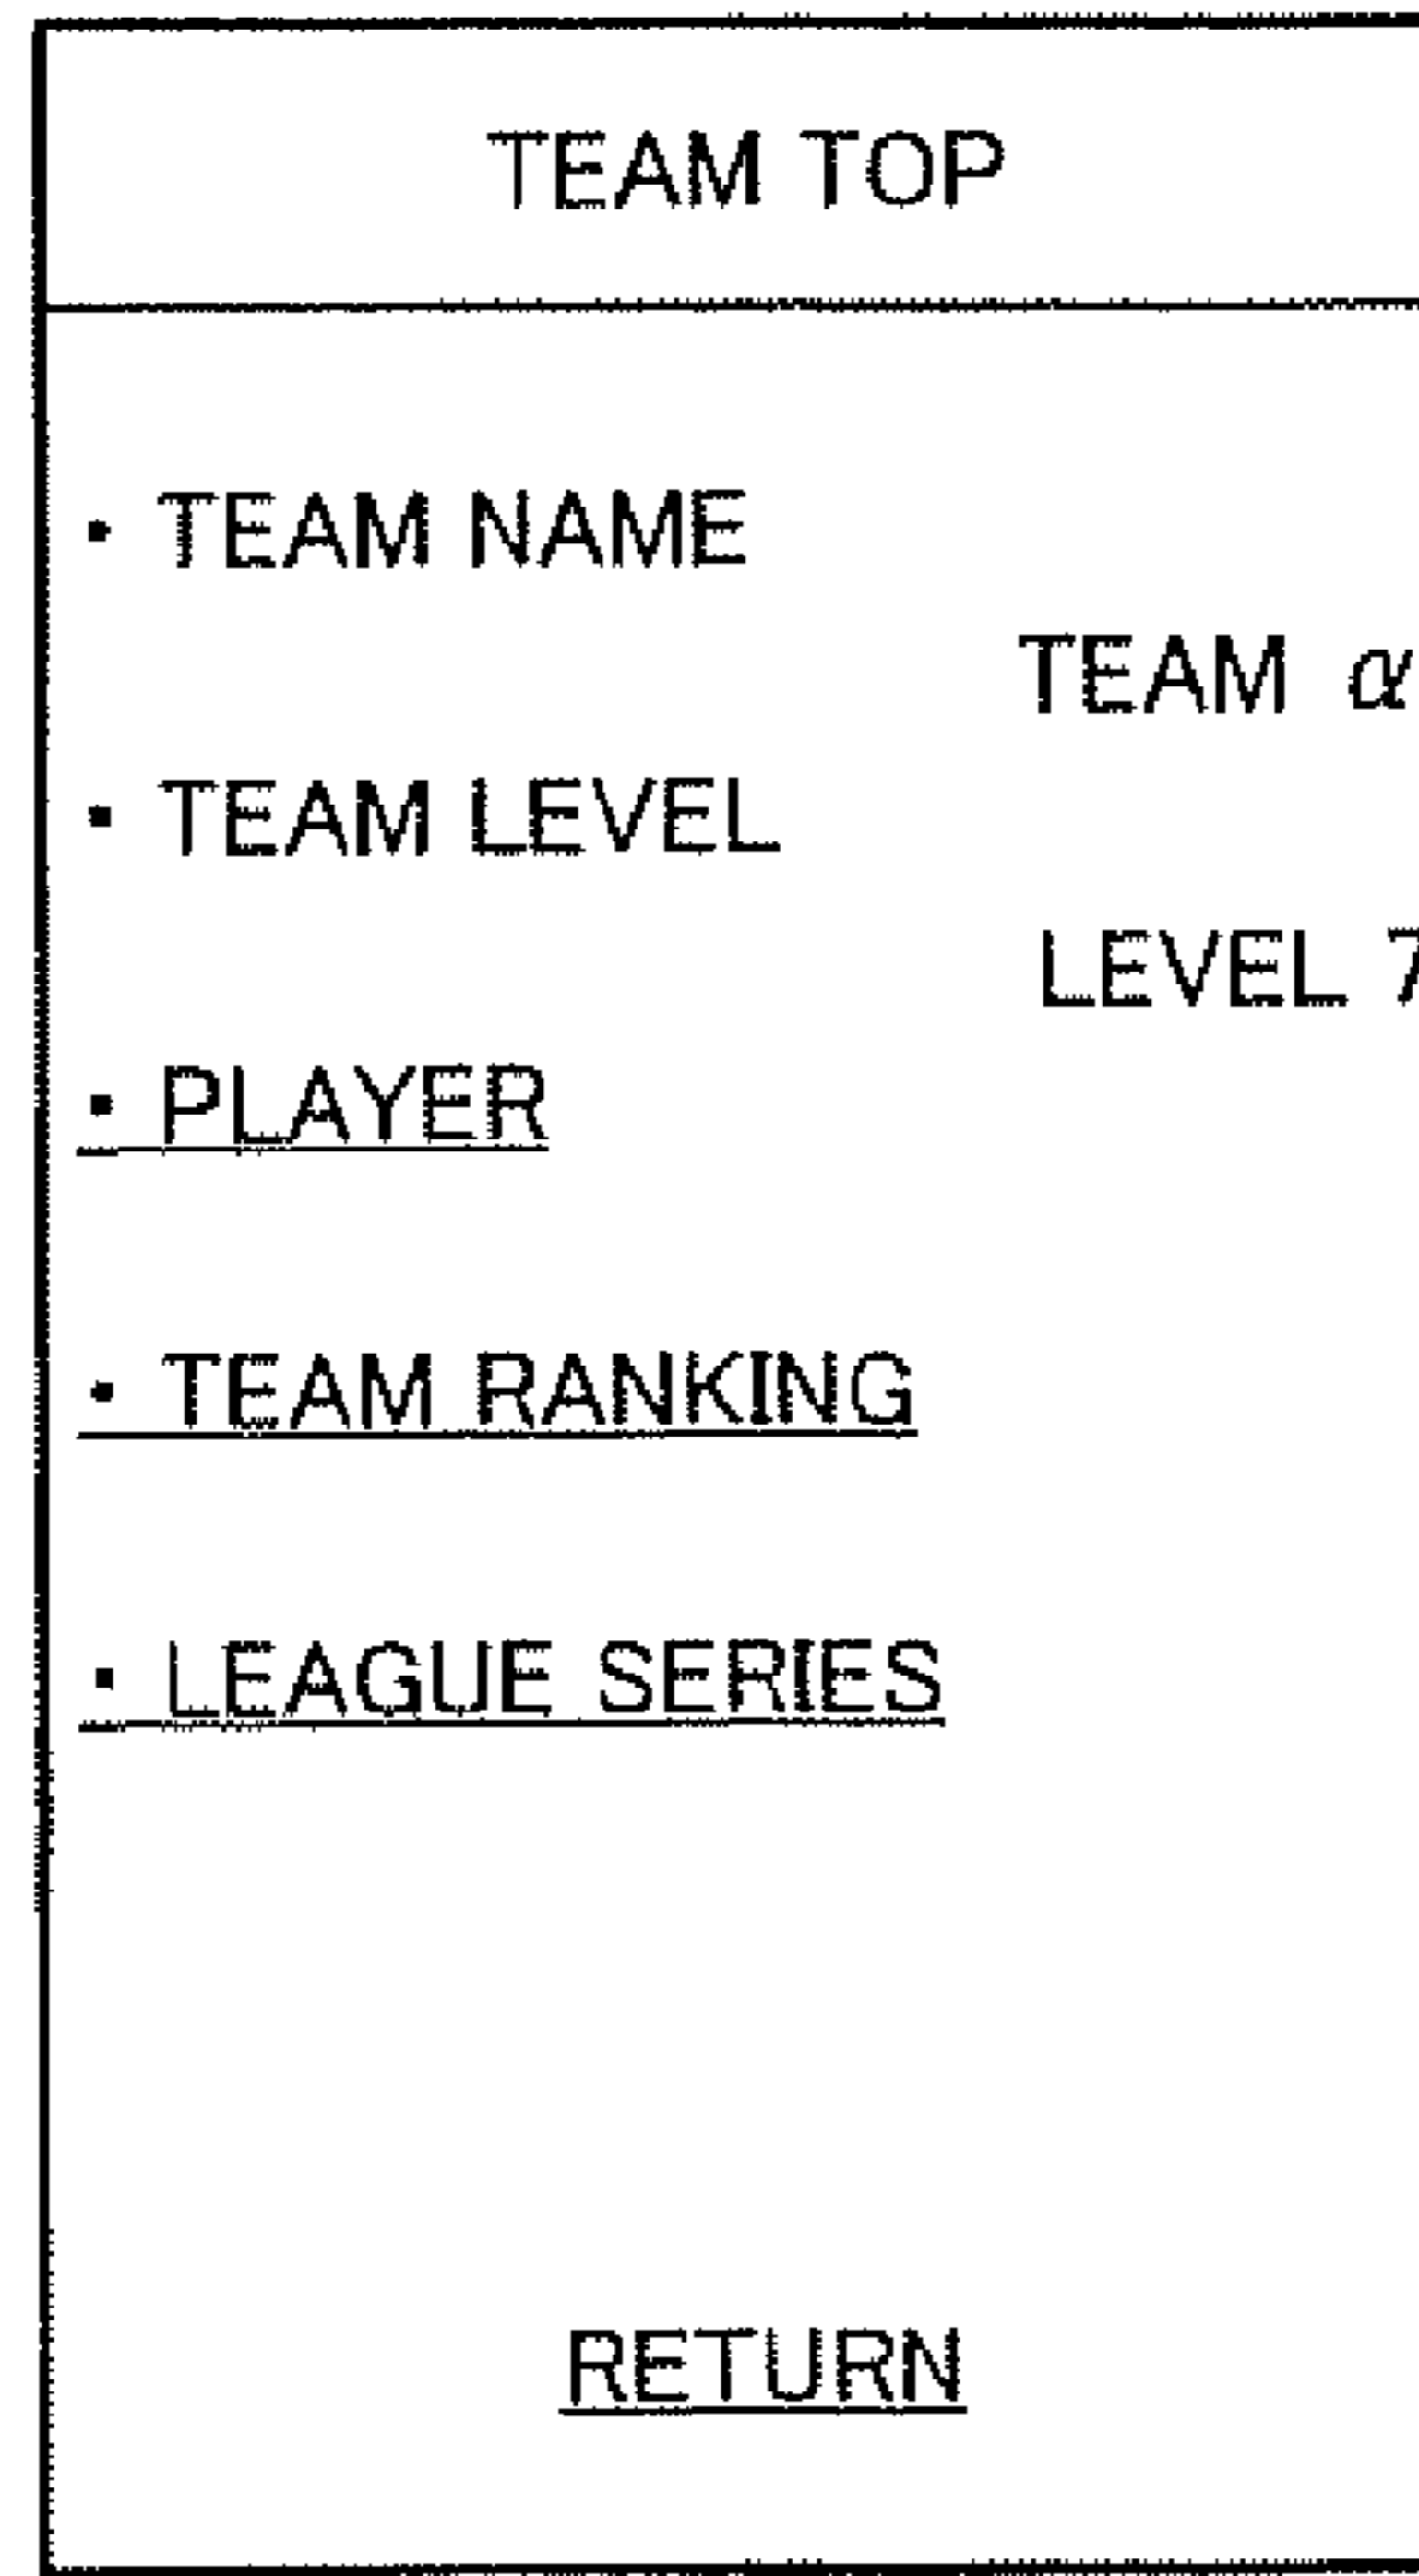 TEAM TOP
・ TEAM NAME
TEAM α
・ TEAM LEVEL
LEVEL 7
・ PLAYER
・ TEAM RANKING
・ LEAGUE SERIES
RETURN